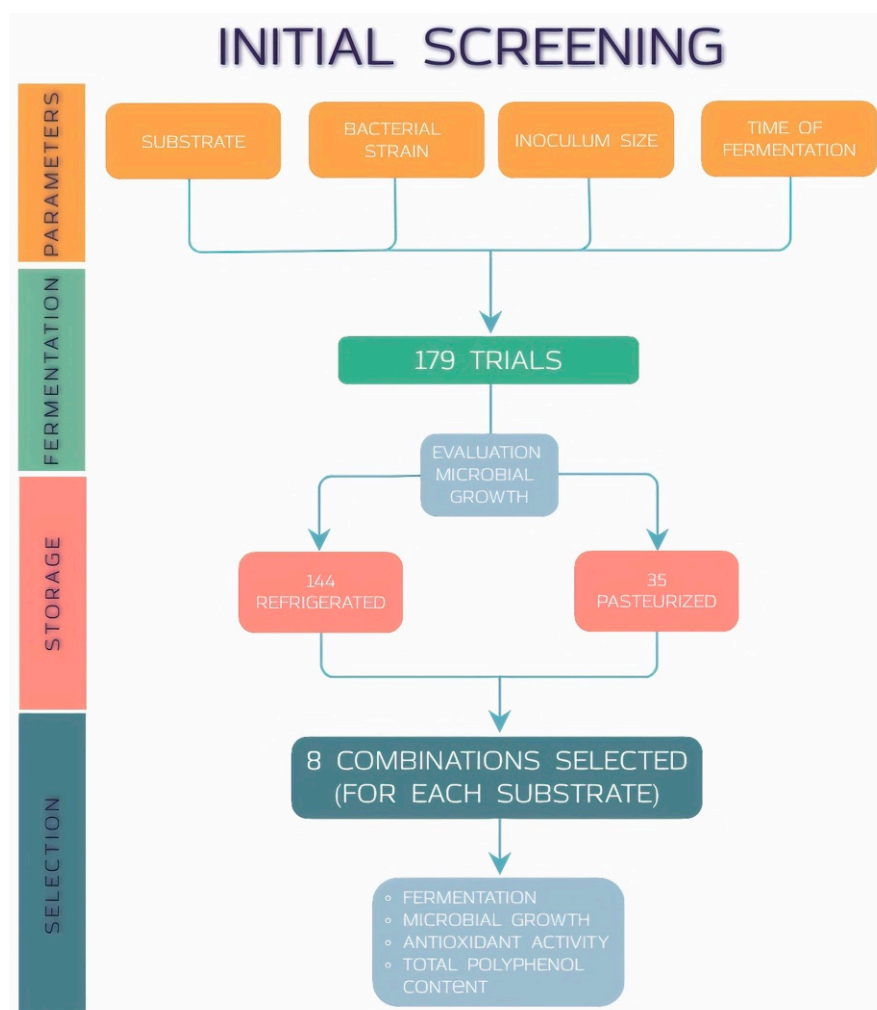 INITIAL SCREENING
PARAMETERS
SUBSTRATE
BACTERIAL
STRAIN
INOCULUM SIZE
TIME OF
FERMENTATION
FERMENTATION
179 TRIALS
EVALUATION
MICROBIAL
GROWTH
STORAGE
144
REFRIGERATED
35
PASTEURIZED
SELECTION
8 COMBINATIONS SELECTED
(FOR EACH SUBSTRATE)
◦ FERMENTATION
◦ MICROBIAL GROWTH
◦ ANTIOXIDANT ACTIVITY
◦ TOTAL POLYPHENOL
CONTENT